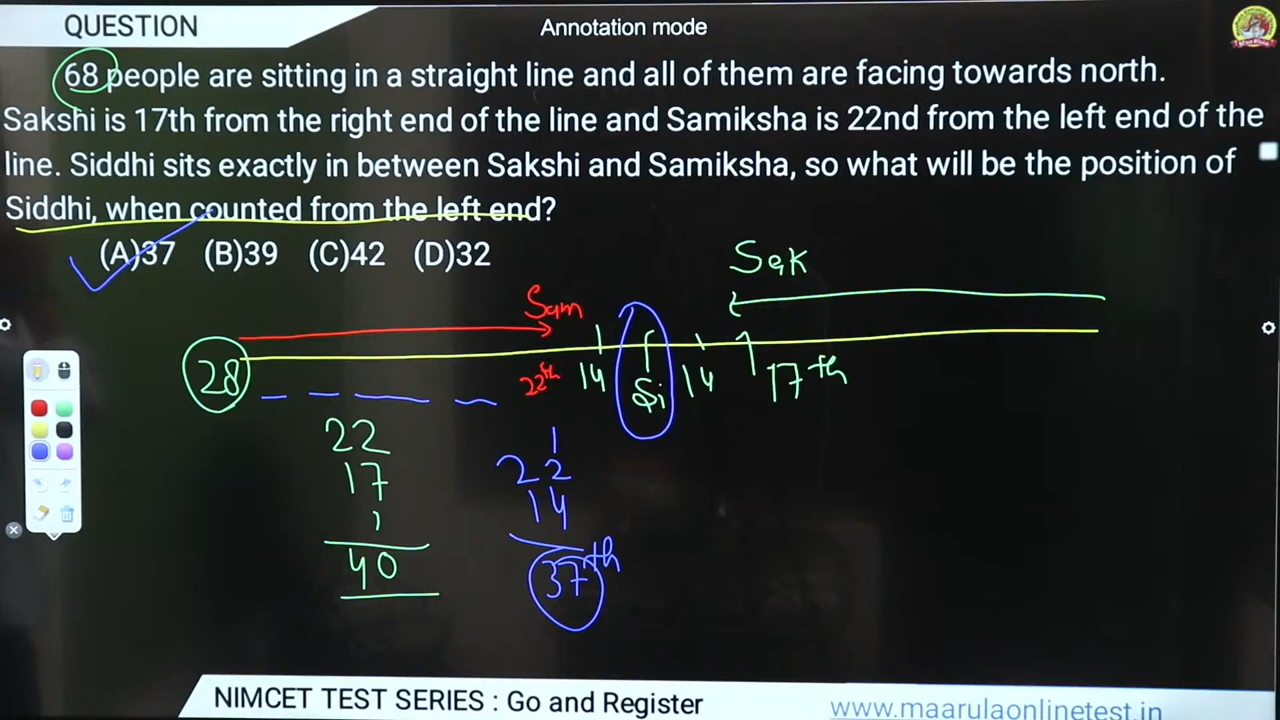 QUESTION
Annotation mode
68 people are sitting in a straight line and all of them are facing towards north.
Sakshi is 17th from the right end of the line and Samiksha is 22nd from the left end of the
line. Siddhi sits exactly in between Sakshi and Samiksha, so what will be the position of
Siddhi, when counted from the left end?
(A)37 (B)39 (C)42 (D)32
Sak
Sam
28
22th
14
Si
14
17th
22
17
1
40
1
22
14
37th
NIMCET TEST SERIES : Go and Register
www.maarulaonlinetest.in